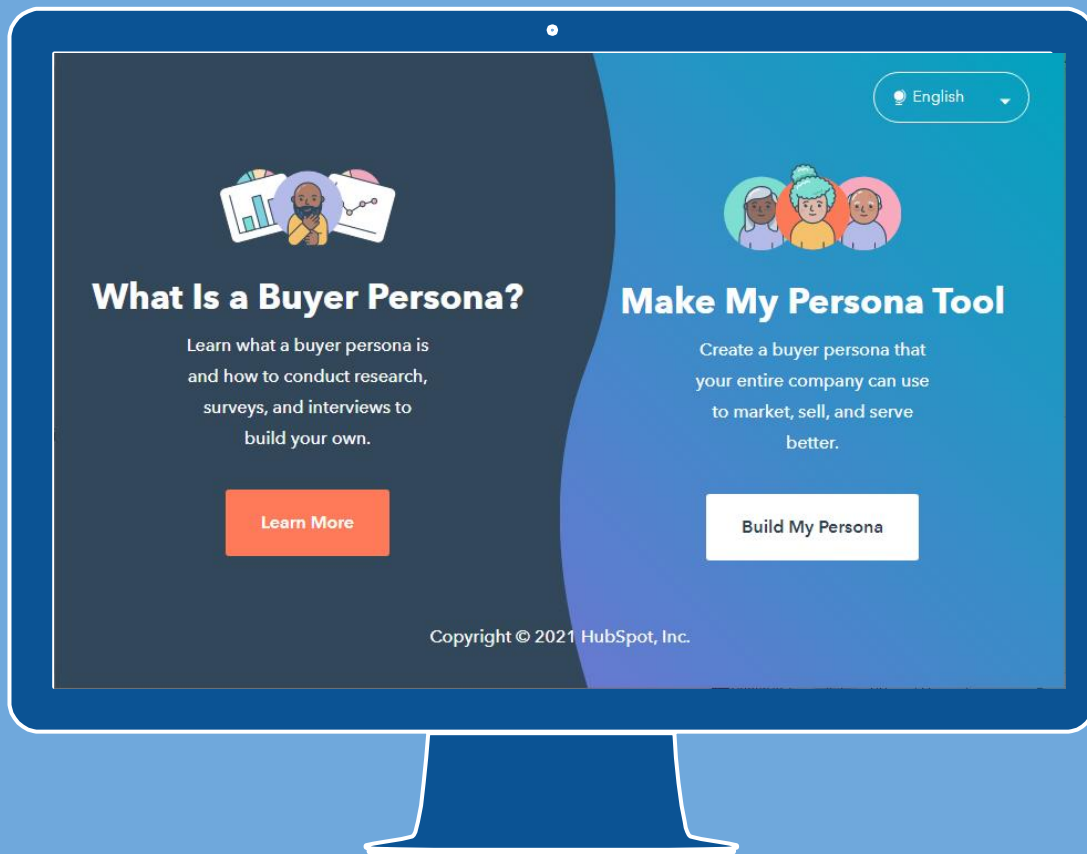 English
What Is a Buyer Persona?
Learn what a buyer persona is
and how to conduct research,
surveys, and interviews to
build your own.
Learn More
Make My Persona Tool
Create a buyer persona that
your entire company can use
to market, sell, and serve
better.
Build My Persona
Copyright © 2021 HubSpot, Inc.